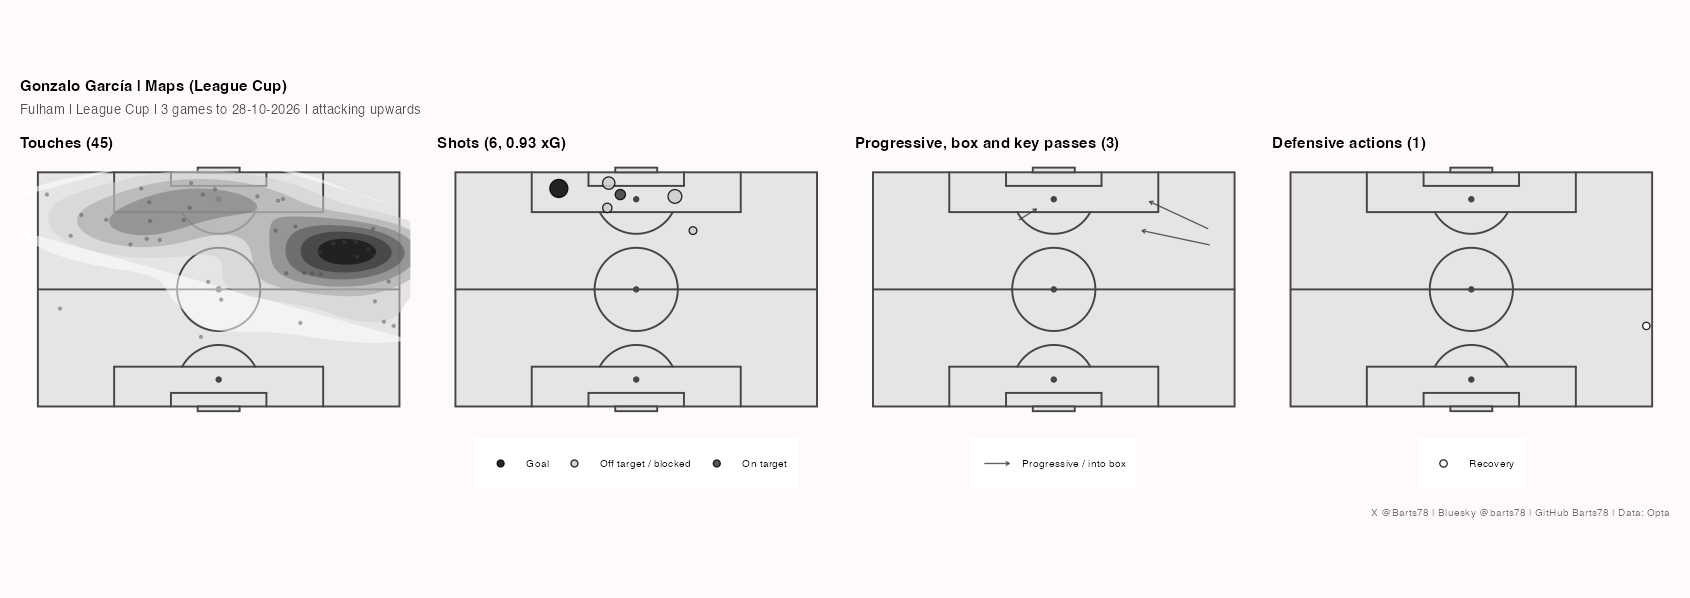 Gonzalo García | Maps (League Cup)
Fulham | League Cup | 3 games to 28-10-2026 | attacking upwards
Touches (45)
Shots (6, 0.93 xG)
Progressive, box and key passes (3)
Defensive actions (1)
Goal
Off target / blocked
On target
Progressive / into box
Recovery
X @Barts78 | Bluesky @barts78 | GitHub Barts78 | Data: Opta